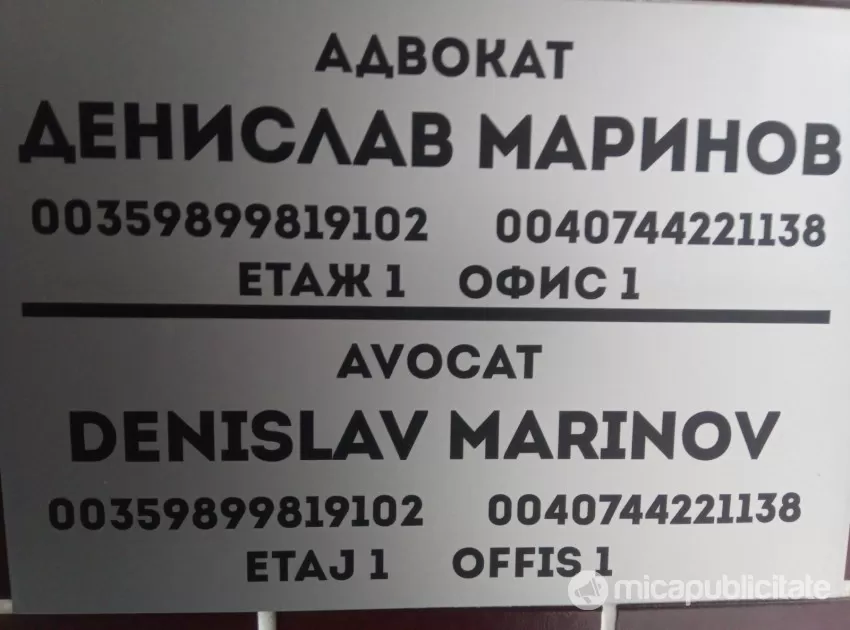 АДВОКАТ
ДЕНИСЛАВ МАРИНОВ
00359899819102 0040744221138
ЕТАЖ 1 ОФИС 1
AVOCAT
DENISLAV MARINOV
00359899819102 0040744221138
ETAJ 1 OFFIS 1
micapublicitate